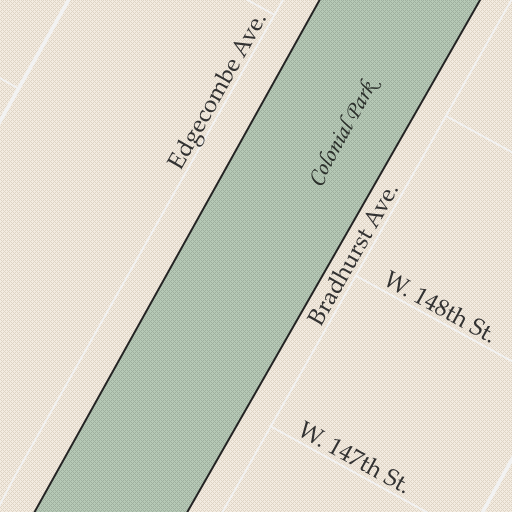 Edgecombe Ave.
Colonial Park
Bradhurst Ave.
W. 148th St.
W. 147th St.